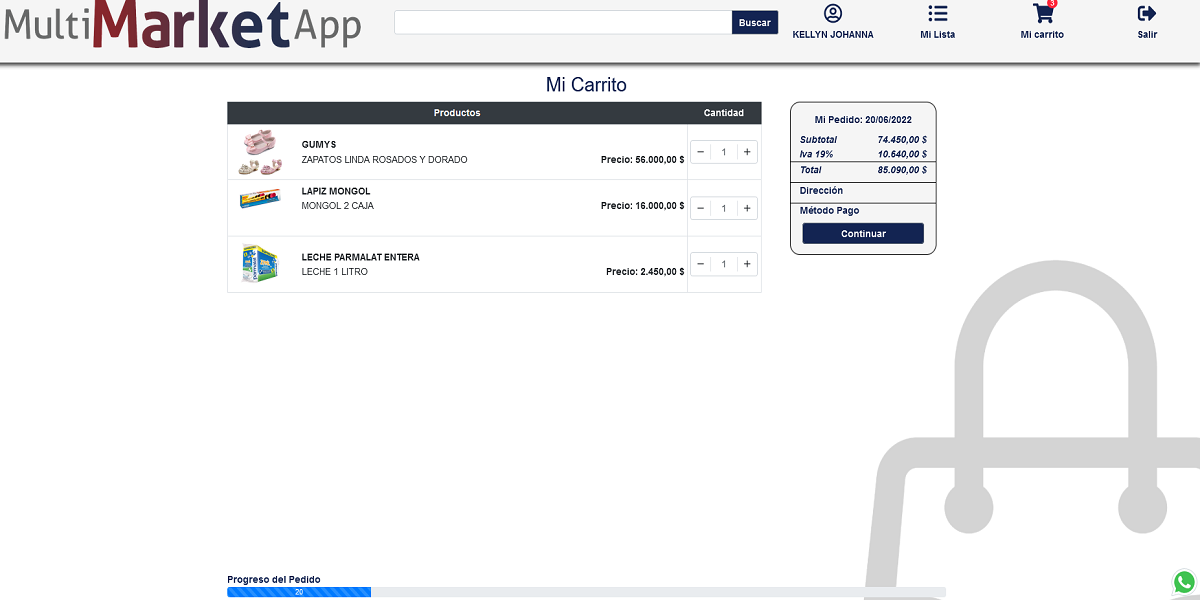 MultiMarketApp
Buscar
KELLYN JOHANNA
Mi Lista
3
Mi carrito
Salir
Mi Carrito
Productos Cantidad
GUMYS
ZAPATOS LINDA ROSADOS Y DORADO Precio: 56.000,00 $ − 1 +
LAPIZ MONGOL
MONGOL 2 CAJA Precio: 16.000,00 $ − 1 +
LECHE PARMALAT ENTERA
LECHE 1 LITRO Precio: 2.450,00 $ − 1 +
Mi Pedido: 20/06/2022
Subtotal 74.450,00 $
Iva 19% 10.640,00 $
Total 85.090,00 $
Dirección
Método Pago
Continuar
Progreso del Pedido
20